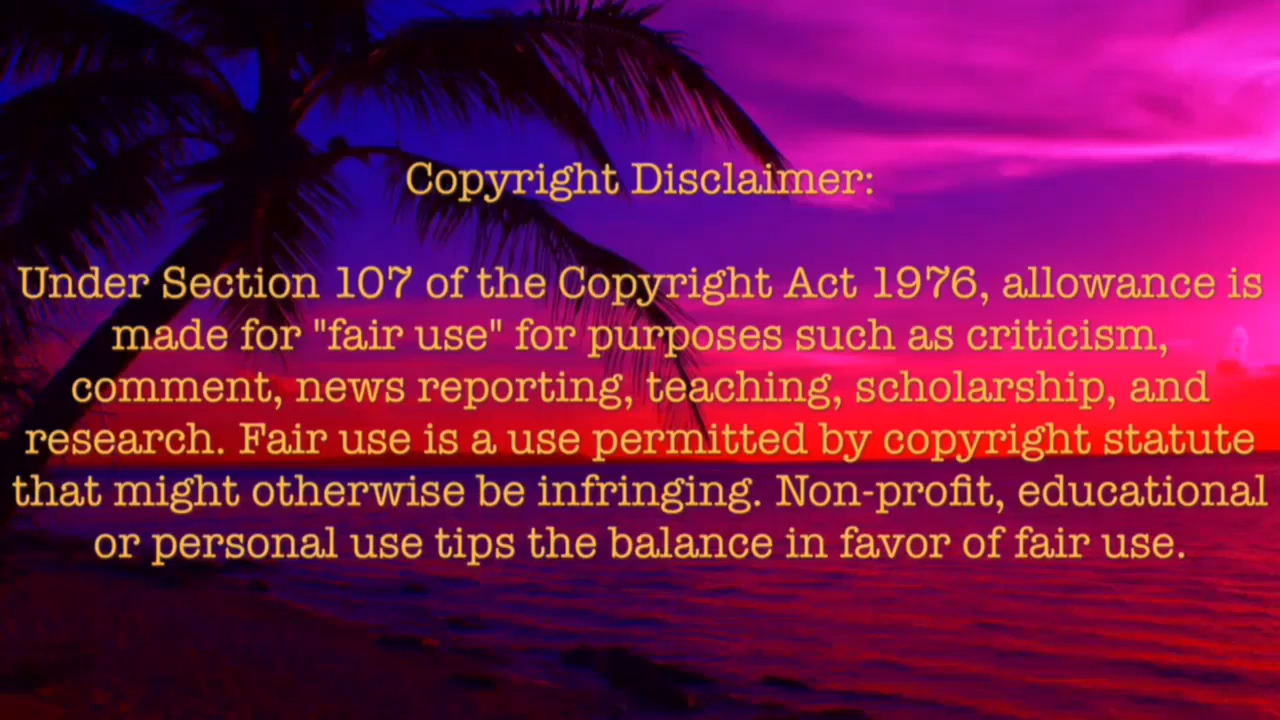 Copyright Disclaimer:
Under Section 107 of the Copyright Act 1976, allowance is
made for "fair use" for purposes such as criticism,
comment, news reporting, teaching, scholarship, and
research. Fair use is a use permitted by copyright statute
that might otherwise be infringing. Non-profit, educational
or personal use tips the balance in favor of fair use.